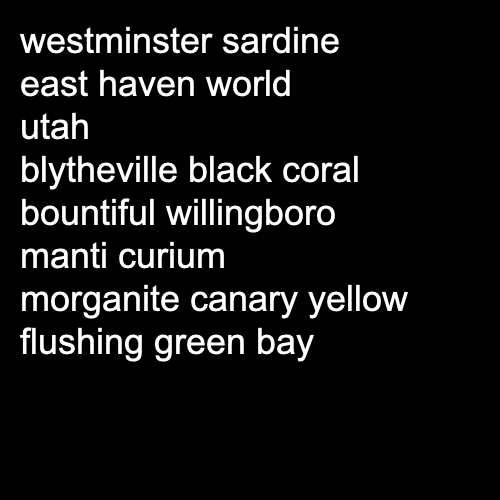 westminster sardine
east haven world
utah
blytheville black coral
bountiful willingboro
manti curium
morganite canary yellow
flushing green bay